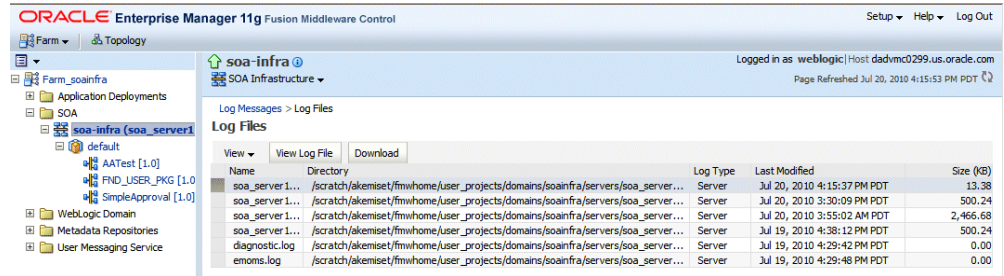 ORACLE Enterprise Manager 11g Fusion Middleware Control
Setup Help Log Out
Farm Topology
Farm_soainfra
Application Deployments
SOA
soa-infra (soa_server1
default
AATest [1.0]
FND_USER_PKG [1.0
SimpleApproval [1.0]
WebLogic Domain
Metadata Repositories
User Messaging Service
soa-infra
SOA Infrastructure
Logged in as weblogic|Host dadvmc0299.us.oracle.com
Page Refreshed Jul 20, 2010 4:15:53 PM PDT
Log Messages > Log Files
Log Files
View View Log File Download
Name Directory Log Type Last Modified Size (KB)
soa_server1... /scratch/akemiset/fmwhome/user_projects/domains/soainfra/servers/soa_server... Server Jul 20, 2010 4:15:37 PM PDT 13.38
soa_server1... /scratch/akemiset/fmwhome/user_projects/domains/soainfra/servers/soa_server... Server Jul 20, 2010 3:30:09 PM PDT 500.24
soa_server1... /scratch/akemiset/fmwhome/user_projects/domains/soainfra/servers/soa_server... Server Jul 20, 2010 3:55:02 AM PDT 2,466.68
soa_server1... /scratch/akemiset/fmwhome/user_projects/domains/soainfra/servers/soa_server... Server Jul 19, 2010 4:38:12 PM PDT 500.24
diagnostic.log /scratch/akemiset/fmwhome/user_projects/domains/soainfra/servers/soa_server... Server Jul 19, 2010 4:29:42 PM PDT 0.00
emoms.log /scratch/akemiset/fmwhome/user_projects/domains/soainfra/servers/soa_server... Server Jul 19, 2010 4:29:48 PM PDT 0.00